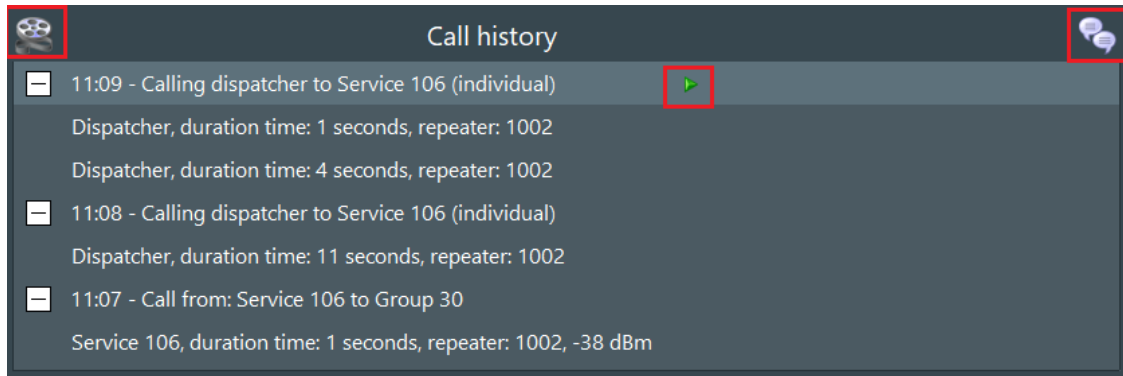 Call history
11:09 - Calling dispatcher to Service 106 (individual)
Dispatcher, duration time: 1 seconds, repeater: 1002
Dispatcher, duration time: 4 seconds, repeater: 1002
11:08 - Calling dispatcher to Service 106 (individual)
Dispatcher, duration time: 11 seconds, repeater: 1002
11:07 - Call from: Service 106 to Group 30
Service 106, duration time: 1 seconds, repeater: 1002, -38 dBm